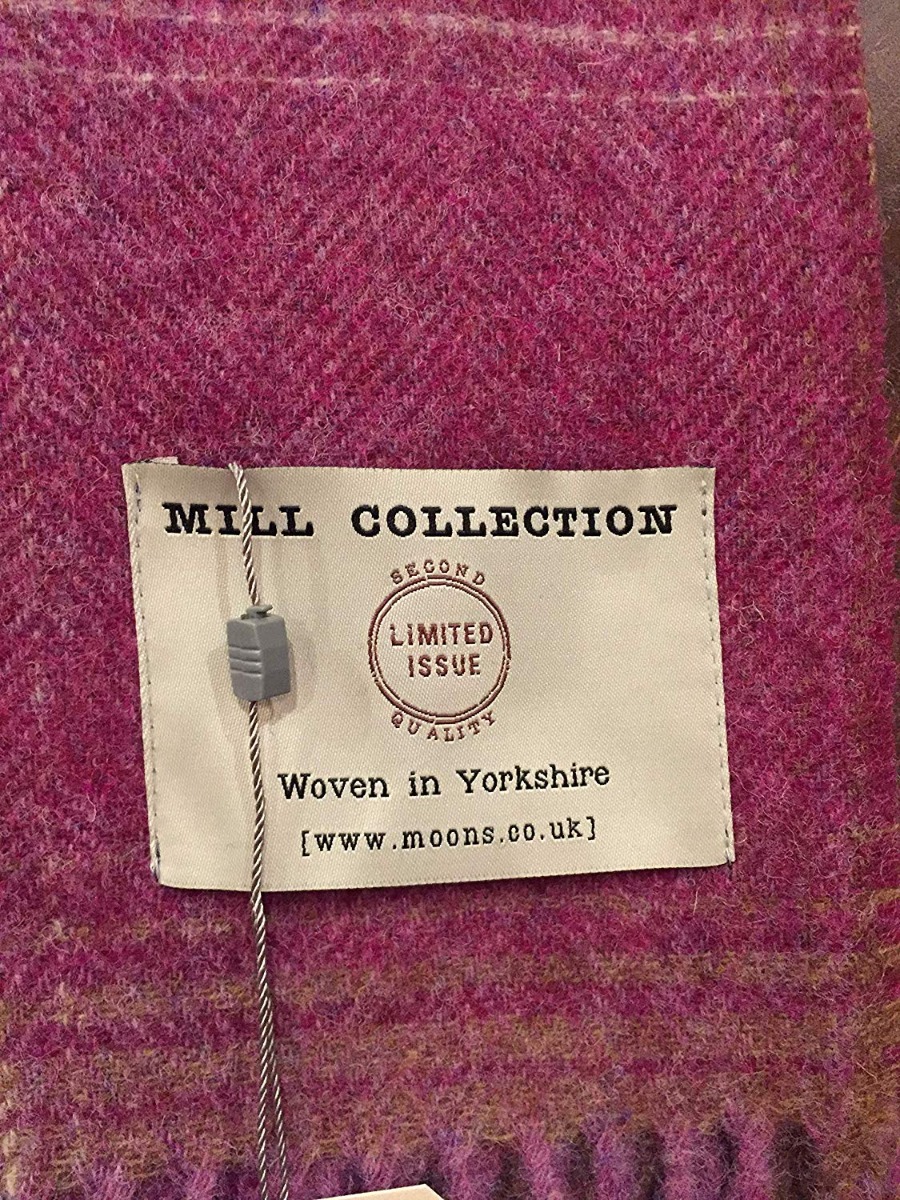 MILL COLLECTION
SECOND
LIMITED
ISSUE
QUALITY
Woven in Yorkshire
[www.moons.co.uk]